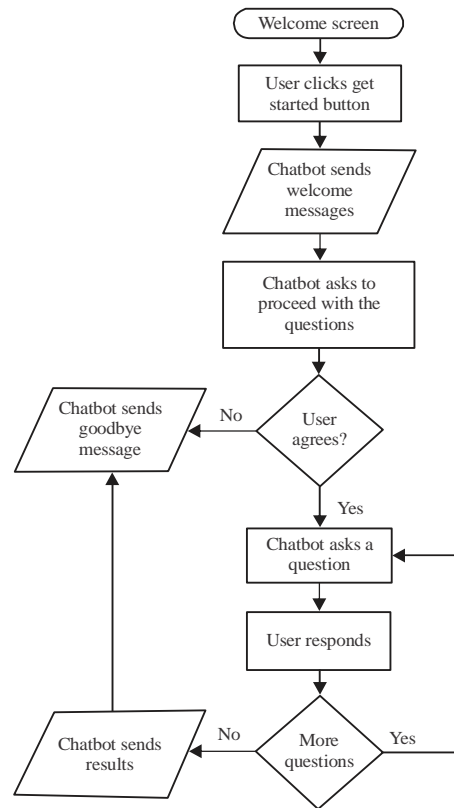 Welcome screen
User clicks get
started button
Chatbot sends
welcome
messages
Chatbot asks to
proceed with the
questions
User
agrees?
No
Chatbot sends
goodbye
message
Yes
Chatbot asks a
question
User responds
More
questions
Yes
No
Chatbot sends
results